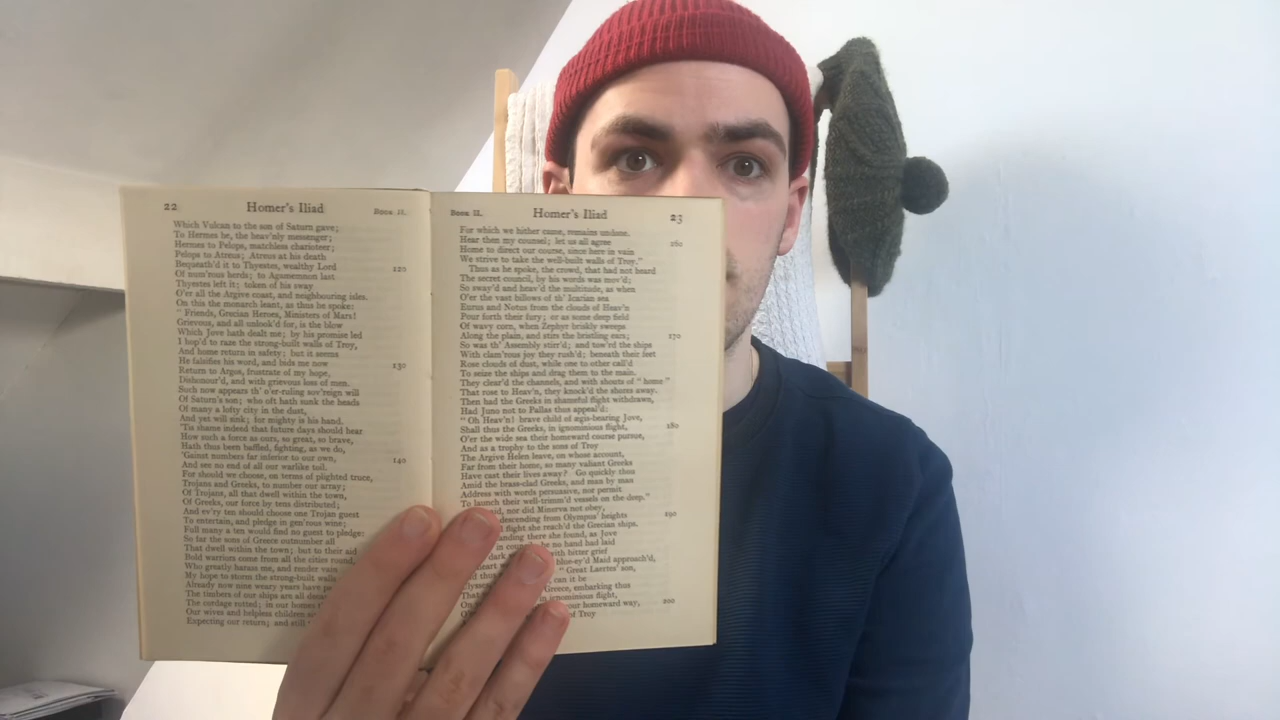 22 Homer's Iliad Book II.
Which Vulcan to the son of Saturn gave;
To Hermes he, the heav'nly messenger;
Hermes to Pelops, matchless charioteer;
Pelops to Atreus; Atreus at his death
Bequeath'd it to Thyestes, wealthy Lord 120
Of num'rous herds; to Agamemnon last
Thyestes left it; token of his sway
O'er all the Argive coast, and neighbouring isles.
On this the monarch leant, as thus he spoke:
" Friends, Grecian Heroes, Ministers of Mars!
Grievous, and all unlook'd for, is the blow
Which Jove hath dealt me; by his promise led
I hop'd to raze the strong-built walls of Troy,
And home return in safety; but it seems
He falsifies his word, and bids me now 130
Return to Argos, frustrate of my hope,
Dishonour'd, and with grievous loss of men.
Such now appears th' o'er-ruling sov'reign will
Of Saturn's son; who oft hath sunk the heads
Of many a lofty city in the dust,
And yet will sink; for mighty is his hand.
'Tis shame indeed that future days should hear
How such a force as ours, so great, so brave,
Hath thus been baffled, fighting, as we do,
'Gainst numbers far inferior to our own, 140
And see no end of all our warlike toil.
For should we choose, on terms of plighted truce,
Trojans and Greeks, to number our array;
Of Trojans, all that dwell within the town,
Of Greeks, our force by tens distributed;
And ev'ry ten should choose one Trojan guest
To entertain, and pledge in gen'rous wine;
Full many a ten would find no guest to pledge:
So far the sons of Greece outnumber all
That dwell within the town; but to their aid
Bold warriors come from all the cities round,
Who greatly harass me, and render vain
My hope to storm the strong-built walls
Already now nine weary years have
The timbers of our ships are all
The cordage rotted; in our homes
Our wives and helpless children
Expecting our return; and still
Book II. Homer's Iliad 23
For which we hither came, remains undone.
Hear then my counsel; let us all agree 160
Home to direct our course, since here in vain
We strive to take the well-built walls of Troy."
Thus as he spoke, the crowd, that had not heard
The secret council, by his words was mov'd;
So sway'd and heav'd the multitude, as when
O'er the vast billows of th' Icarian sea
Eurus and Notus from the clouds of Heav'n
Pour forth their fury; or as some deep field
Of wavy corn, when Zephyr briskly sweeps
Along the plain, and stirs the bristling ears; 170
So was th' Assembly stirr'd; and tow'rd the ships
With clam'rous joy they rush'd; beneath their feet
Rose clouds of dust, while one to other call'd
To seize the ships and drag them to the main.
They clear'd the channels, and with shouts of " home "
That rose to Heav'n, they knock'd the shores away.
Then had the Greeks in shameful flight withdrawn,
Had Juno not to Pallas thus appeal'd:
" Oh Heav'n! brave child of ægis-bearing Jove,
Shall thus the Greeks, in ignominious flight, 180
O'er the wide sea their homeward course pursue,
And as a trophy to the sons of Troy
The Argive Helen leave, on whose account,
Far from their home, so many valiant Greeks
Have cast their lives away? Go quickly thou
Amid the brass-clad Greeks, and man by man
Address with words persuasive, nor permit
To launch their well-trimm'd vessels on the deep."
nor did Minerva not obey,
descending from Olympus' heights 190
flight she reach'd the Grecian ships.
there she found, as Jove
in he no hand had laid
dark with bitter grief
blue-ey'd Maid approach'd,
" Great Laertes' son,
can it be
Greece, embarking thus
in ignominious flight,
your homeward way, 200
of Troy